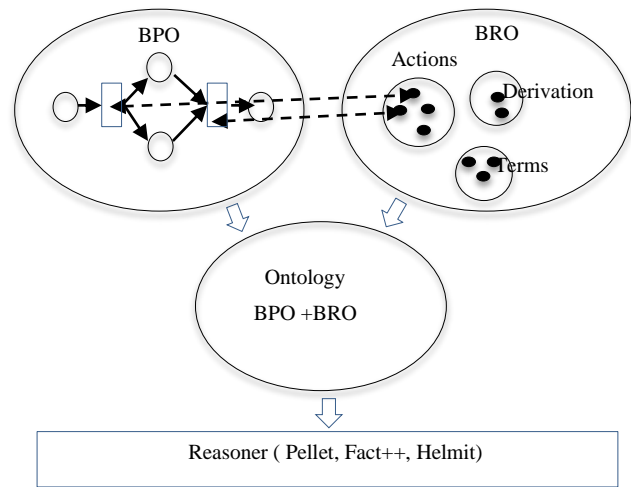 BPO
BRO
Actions
Derivation
Terms
Ontology
BPO +BRO
Reasoner ( Pellet, Fact++, Helmit)